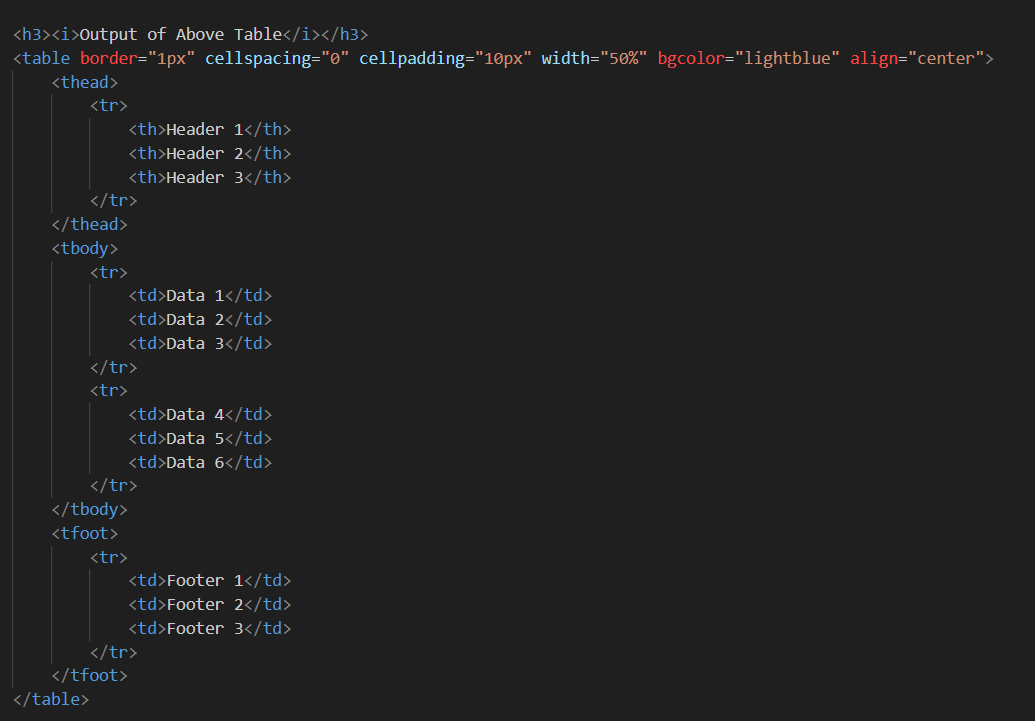 <h3><i>Output of Above Table</i></h3>
<table border="1px" cellspacing="0" cellpadding="10px" width="50%" bgcolor="lightblue" align="center">
    <thead>
        <tr>
            <th>Header 1</th>
            <th>Header 2</th>
            <th>Header 3</th>
        </tr>
    </thead>
    <tbody>
        <tr>
            <td>Data 1</td>
            <td>Data 2</td>
            <td>Data 3</td>
        </tr>
        <tr>
            <td>Data 4</td>
            <td>Data 5</td>
            <td>Data 6</td>
        </tr>
    </tbody>
    <tfoot>
        <tr>
            <td>Footer 1</td>
            <td>Footer 2</td>
            <td>Footer 3</td>
        </tr>
    </tfoot>
</table>